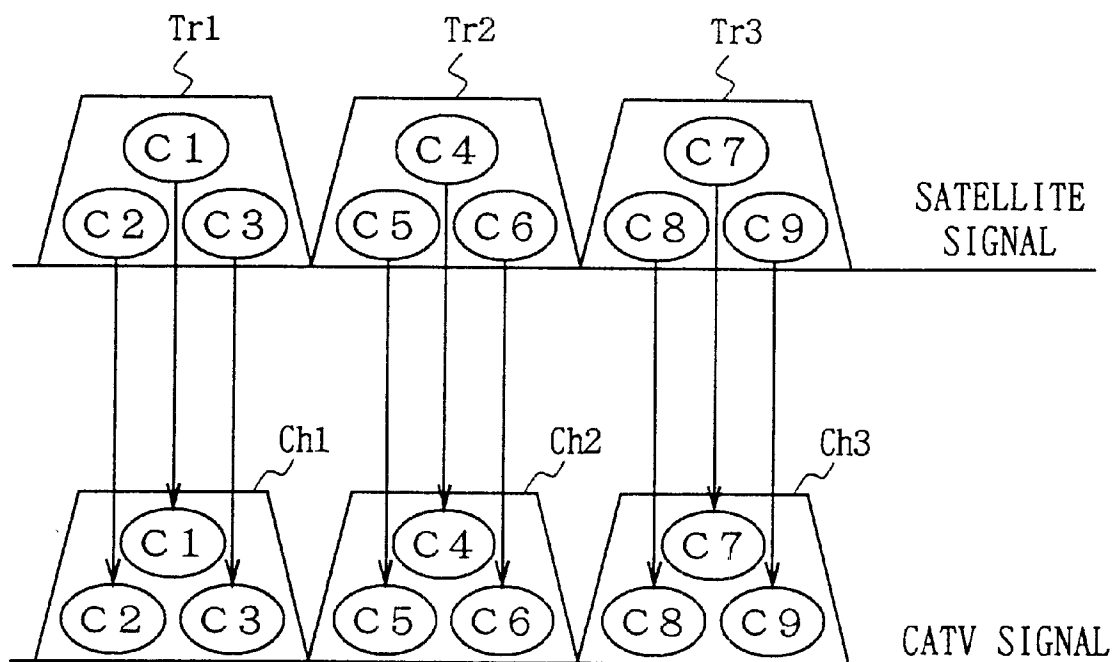 Tr1 Tr2 Tr3
C1 C4 C7
C2 C3 C5 C6 C8 C9
SATELLITE
SIGNAL
Ch1 Ch2 Ch3
C1 C4 C7
C2 C3 C5 C6 C8 C9
CATV SIGNAL